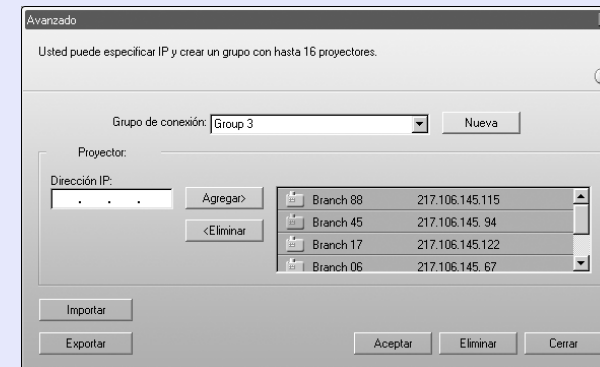 Avanzado
Usted puede especificar IP y crear un grupo con hasta 16 proyectores.
Grupo de conexión: Group 3 Nueva
Proyector:
Dirección IP:
. . .
Agregar>
<Eliminar
Branch 88 217.106.145.115
Branch 45 217.106.145. 94
Branch 17 217.106.145.122
Branch 06 217.106.145. 67
Importar
Exportar Aceptar Eliminar Cerrar